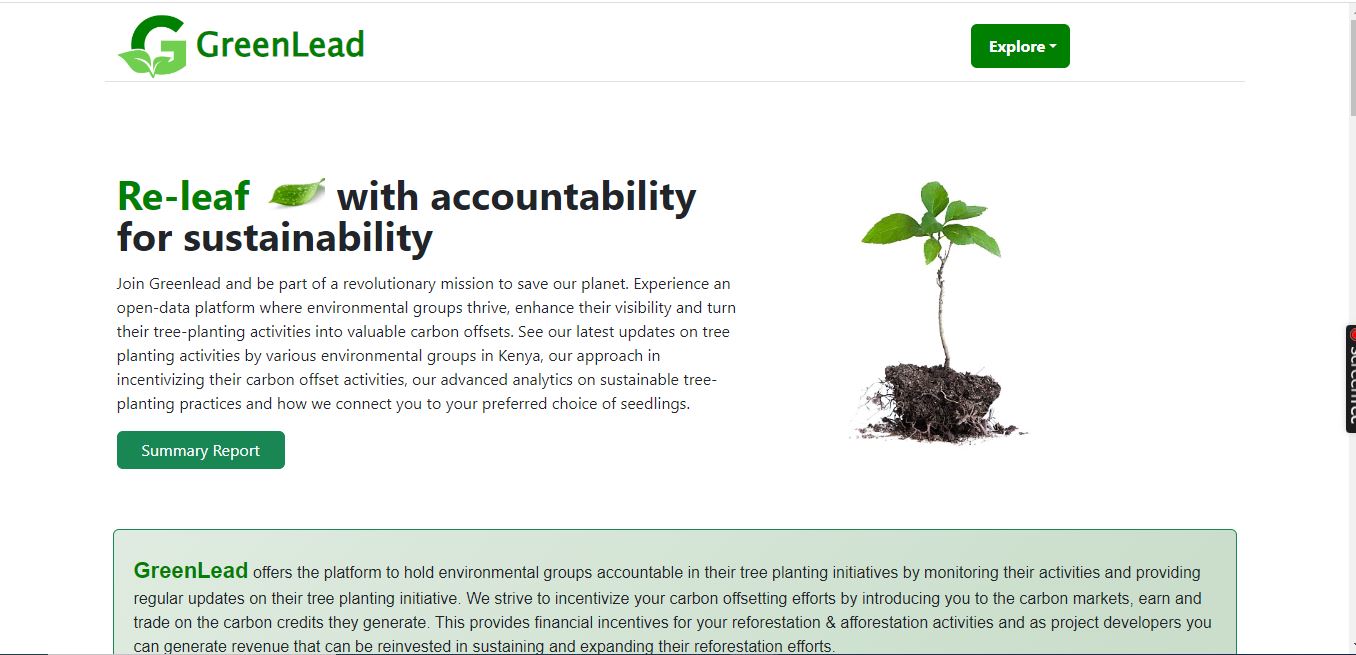 GreenLead
Explore
Re-leaf with accountability
for sustainability
Join Greenlead and be part of a revolutionary mission to save our planet. Experience an
open-data platform where environmental groups thrive, enhance their visibility and turn
their tree-planting activities into valuable carbon offsets. See our latest updates on tree
planting activities by various environmental groups in Kenya, our approach in
incentivizing their carbon offset activities, our advanced analytics on sustainable tree-
planting practices and how we connect you to your preferred choice of seedlings.
Summary Report
GreenLead offers the platform to hold environmental groups accountable in their tree planting initiatives by monitoring their activities and providing
regular updates on their tree planting initiative. We strive to incentivize your carbon offsetting efforts by introducing you to the carbon markets, earn and
trade on the carbon credits they generate. This provides financial incentives for your reforestation & afforestation activities and as project developers you
can generate revenue that can be reinvested in sustaining and expanding their reforestation efforts.